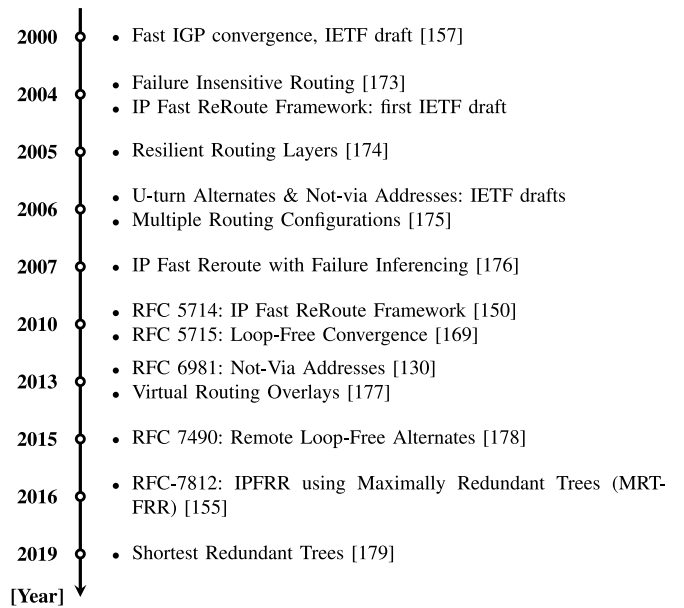 2000 • Fast IGP convergence, IETF draft [157]
• Failure Insensitive Routing [173]
2004
• IP Fast ReRoute Framework: first IETF draft
2005 • Resilient Routing Layers [174]
• U-turn Alternates & Not-via Addresses: IETF drafts
2006
• Multiple Routing Configurations [175]
2007 • IP Fast Reroute with Failure Inferencing [176]
• RFC 5714: IP Fast ReRoute Framework [150]
2010
• RFC 5715: Loop-Free Convergence [169]
• RFC 6981: Not-Via Addresses [130]
2013
• Virtual Routing Overlays [177]
2015 • RFC 7490: Remote Loop-Free Alternates [178]
• RFC-7812: IPFRR using Maximally Redundant Trees (MRT-
2016
FRR) [155]
2019 • Shortest Redundant Trees [179]
[Year]